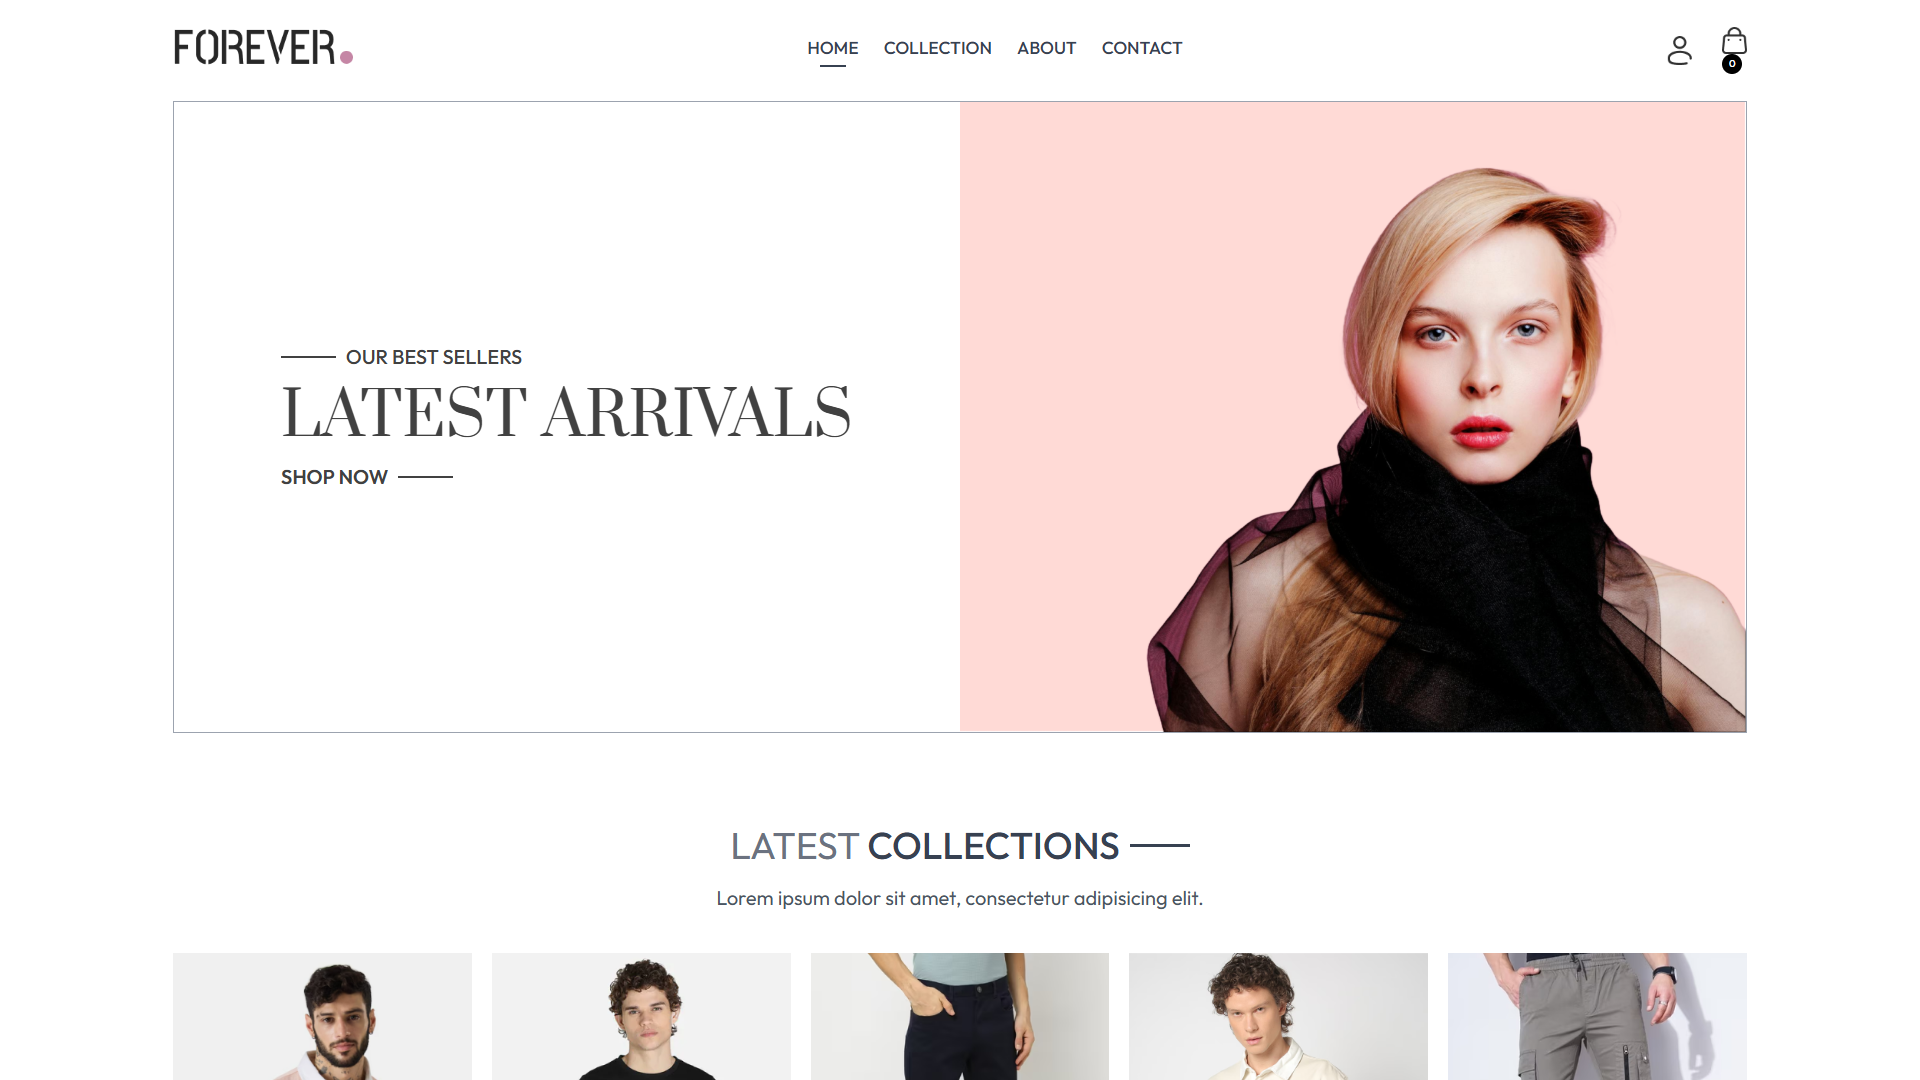 FOREVER.
HOME COLLECTION ABOUT CONTACT
0
OUR BEST SELLERS
LATEST ARRIVALS
SHOP NOW
LATEST COLLECTIONS
Lorem ipsum dolor sit amet, consectetur adipisicing elit.